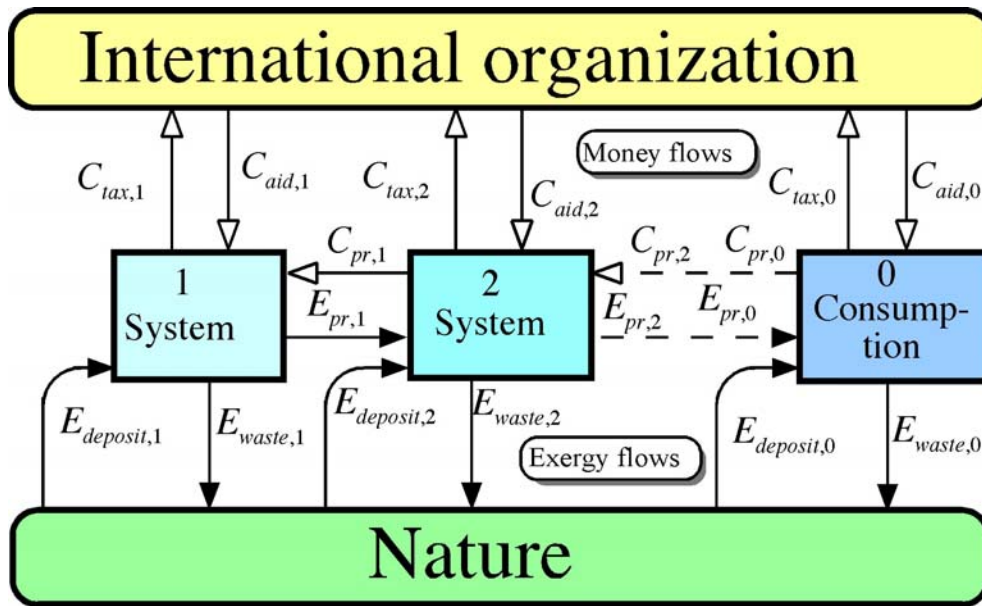 International organization
Money flows
C_tax,1
C_aid,1
C_tax,2
C_aid,2
C_tax,0
C_aid,0
C_pr,1
C_pr,2
C_pr,0
1
System
2
System
0
Consump-
tion
E_pr,1
E_pr,2
E_pr,0
E_deposit,1
E_waste,1
E_deposit,2
E_waste,2
E_deposit,0
E_waste,0
Exergy flows
Nature